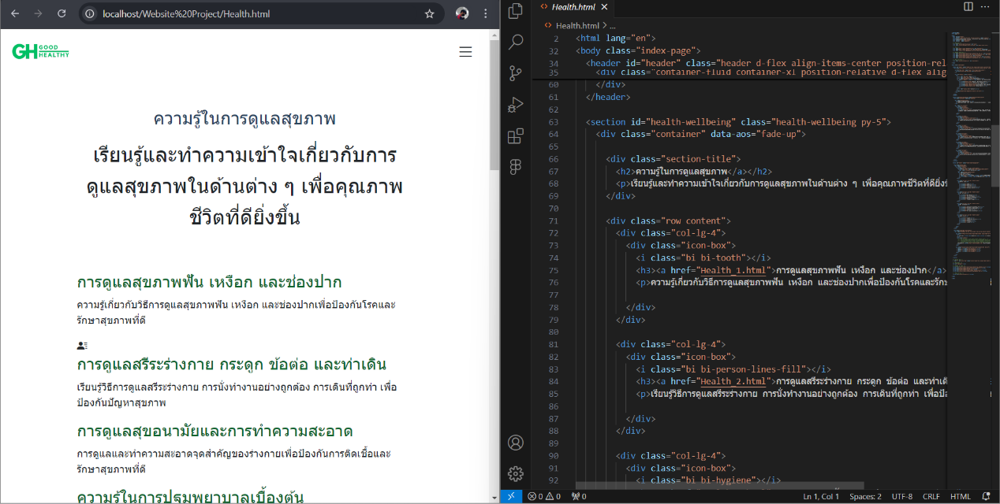 localhost/Website%20Project/Health.html
GH GOOD HEALTHY
ความรู้ในการดูแลสุขภาพ
เรียนรู้และทำความเข้าใจเกี่ยวกับการ
ดูแลสุขภาพในด้านต่าง ๆ เพื่อคุณภาพ
ชีวิตที่ดียิ่งขึ้น
การดูแลสุขภาพฟัน เหงือก และช่องปาก
ความรู้เกี่ยวกับวิธีการดูแลสุขภาพฟัน เหงือก และช่องปากเพื่อป้องกันโรคและ
รักษาสุขภาพที่ดี
การดูแลสรีระร่างกาย กระดูก ข้อต่อ และท่าเดิน
เรียนรู้วิธีการดูแลสรีระร่างกาย การนั่งทำงานอย่างถูกต้อง การเดินที่ถูกท่า เพื่อ
ป้องกันปัญหาสุขภาพ
การดูแลสุขอนามัยและการทำความสะอาด
การดูแลและทำความสะอาดจุดสำคัญของร่างกายเพื่อป้องกันการติดเชื้อและ
รักษาสุขภาพที่ดี
ความรู้ในการปฐมพยาบาลเบื้องต้น
Health.html
Health.html > ...
2 <html lang="en">
32 <body class="index-page">
34 <header id="header" class="header d-flex align-items-center position-rel
35 <div class="container-fluid container-xl position-relative d-flex alig
60 </div>
61 </header>
62
63 <section id="health-wellbeing" class="health-wellbeing py-5">
64 <div class="container" data-aos="fade-up">
65
66 <div class="section-title">
67 <h2>ความรู้ในการดูแลสุขภาพ</a></h2>
68 <p>เรียนรู้และทำความเข้าใจเกี่ยวกับการดูแลสุขภาพในด้านต่าง ๆ เพื่อคุณภาพชีวิตที่ดียิ่งขึ
69 </div>
70
71 <div class="row content">
72 <div class="col-lg-4">
73 <div class="icon-box">
74 <i class="bi bi-tooth"></i>
75 <h3><a href="Health_1.html">การดูแลสุขภาพฟัน เหงือก และช่องปาก</a>
76 <p>ความรู้เกี่ยวกับวิธีการดูแลสุขภาพฟัน เหงือก และช่องปากเพื่อป้องกันโรคและรักษ
77
78 </div>
79 </div>
80
81 <div class="col-lg-4">
82 <div class="icon-box">
83 <i class="bi bi-person-lines-fill"></i>
84 <h3><a href="Health_2.html">การดูแลสรีระร่างกาย กระดูก ข้อต่อ และท่าเดิ
85 <p>เรียนรู้วิธีการดูแลสรีระร่างกาย การนั่งทำงานอย่างถูกต้อง การเดินที่ถูกท่า เพื่อป้อ
86
87 </div>
88 </div>
89
90 <div class="col-lg-4">
91 <div class="icon-box">
92 <i class="bi bi-hygiene"></i>
0 0 0 Ln 1, Col 1 Spaces: 2 UTF-8 CRLF HTML